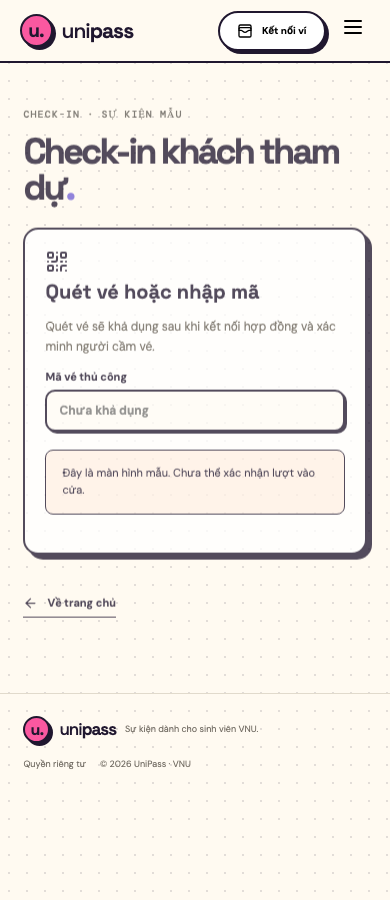 u. unipass
Kết nối ví
CHECK-IN · SỰ KIỆN MẪU
Check-in khách tham
dự.
Quét vé hoặc nhập mã
Quét vé sẽ khả dụng sau khi kết nối hợp đồng và xác
minh người cầm vé.
Mã vé thủ công
Chưa khả dụng
Đây là màn hình mẫu. Chưa thể xác nhận lượt vào
cửa.
← Về trang chủ
u. unipass Sự kiện dành cho sinh viên VNU.
Quyền riêng tư © 2026 UniPass · VNU